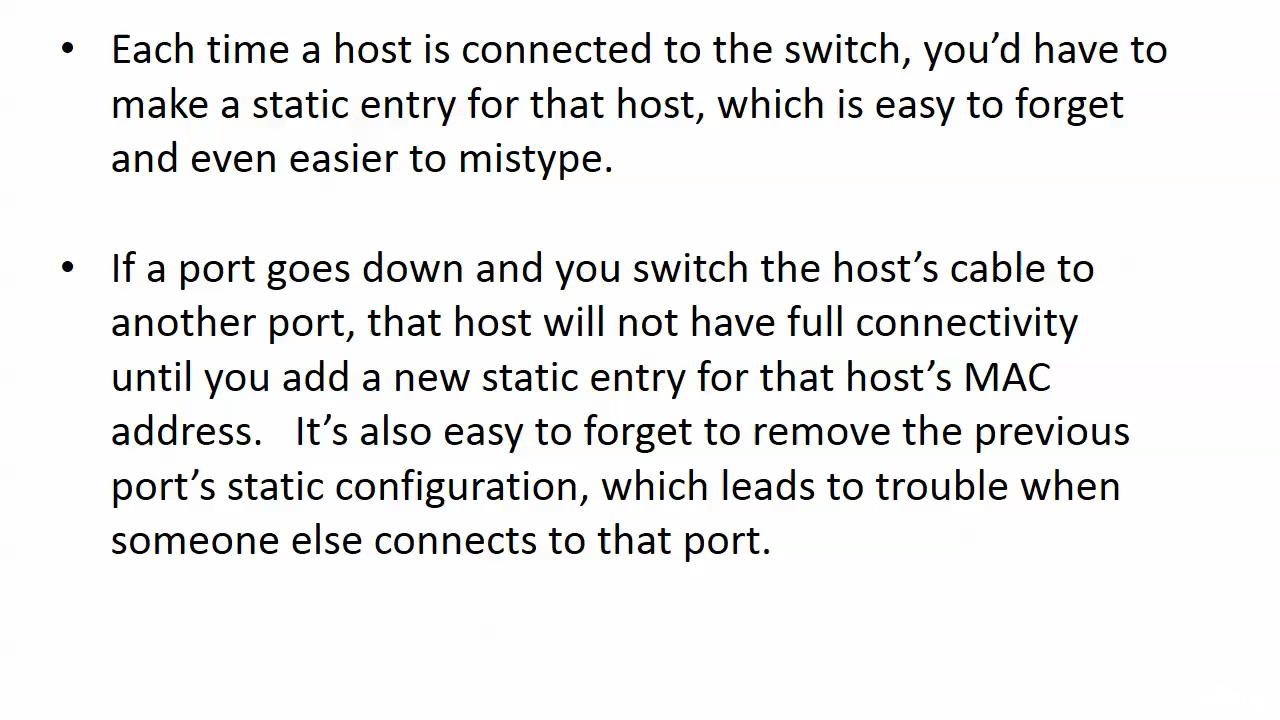 • Each time a host is connected to the switch, you’d have to
make a static entry for that host, which is easy to forget
and even easier to mistype.
• If a port goes down and you switch the host’s cable to
another port, that host will not have full connectivity
until you add a new static entry for that host’s MAC
address.   It’s also easy to forget to remove the previous
port’s static configuration, which leads to trouble when
someone else connects to that port.